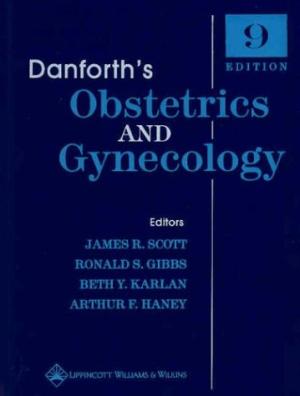 9
EDITION
Danforth's
Obstetrics
AND
Gynecology
Editors
JAMES R. SCOTT
RONALD S. GIBBS
BETH Y. KARLAN
ARTHUR F. HANEY
LIPPINCOTT WILLIAMS & WILKINS